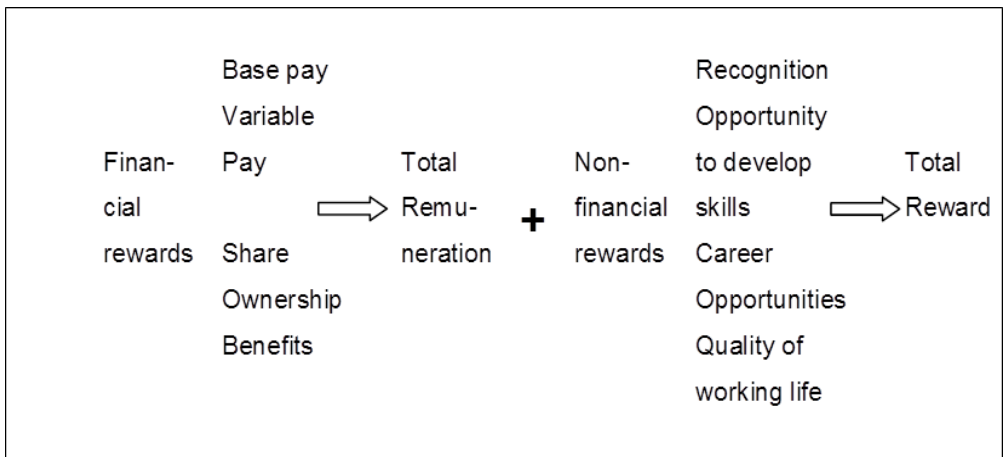 Finan-
cial
rewards
Base pay
Variable
Pay
Share
Ownership
Benefits
Total
Remu-
neration
+
Non-
financial
rewards
Recognition
Opportunity
to develop
skills
Career
Opportunities
Quality of
working life
Total
Reward